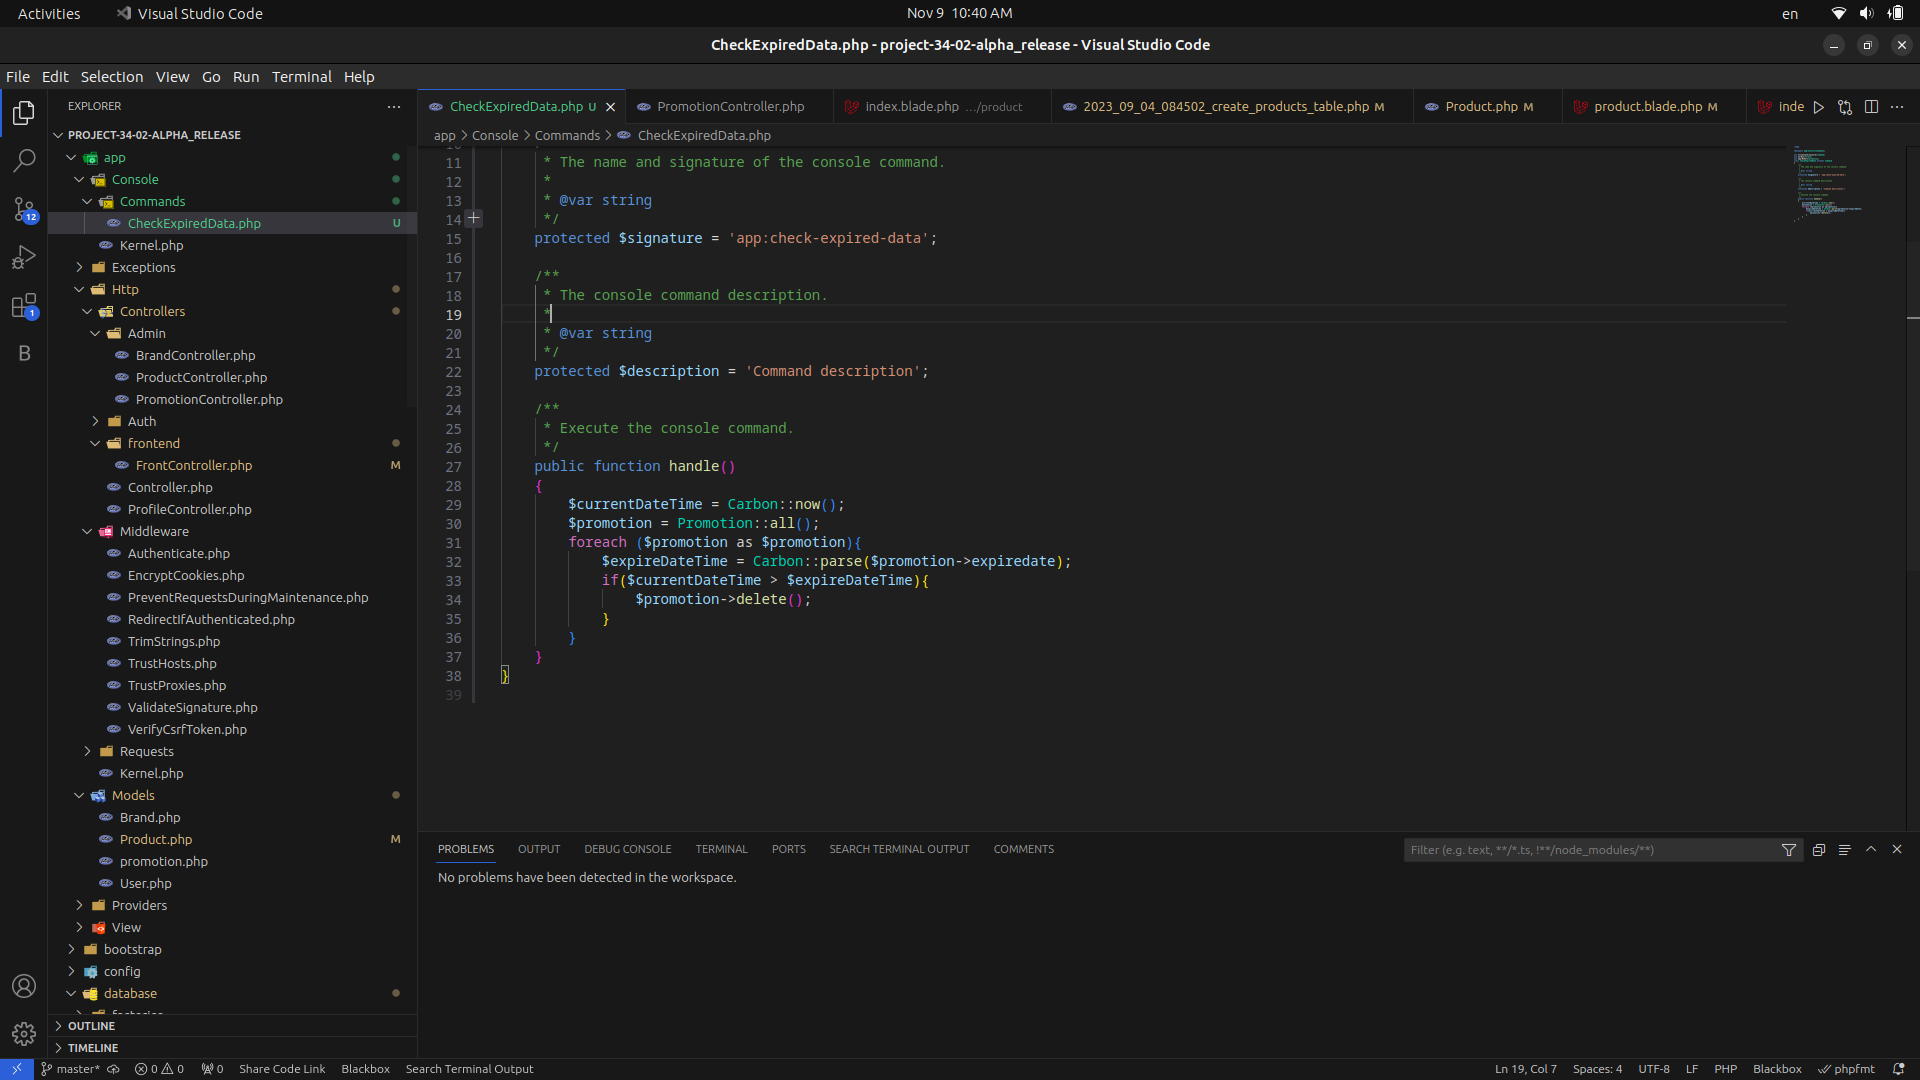 Activities
Visual Studio Code
Nov 9 10:40 AM
en
CheckExpiredData.php - project-34-02-alpha_release - Visual Studio Code
File Edit Selection View Go Run Terminal Help
EXPLORER
PROJECT-34-02-ALPHA_RELEASE
app
Console
Commands
CheckExpiredData.php U
Kernel.php
Exceptions
Http
Controllers
Admin
BrandController.php
ProductController.php
PromotionController.php
Auth
frontend
FrontController.php M
Controller.php
ProfileController.php
Middleware
Authenticate.php
EncryptCookies.php
PreventRequestsDuringMaintenance.php
RedirectIfAuthenticated.php
TrimStrings.php
TrustHosts.php
TrustProxies.php
ValidateSignature.php
VerifyCsrfToken.php
Requests
Kernel.php
Models
Brand.php
Product.php M
promotion.php
User.php
Providers
View
bootstrap
config
database
OUTLINE
TIMELINE
12
1
B
CheckExpiredData.php U
PromotionController.php
index.blade.php .../product
2023_09_04_084502_create_products_table.php M
Product.php M
product.blade.php M
inde
app > Console > Commands > CheckExpiredData.php
11 * The name and signature of the console command.
12 *
13 * @var string
14 */
15 protected $signature = 'app:check-expired-data';
16
17 /**
18 * The console command description.
19 *
20 * @var string
21 */
22 protected $description = 'Command description';
23
24 /**
25 * Execute the console command.
26 */
27 public function handle()
28 {
29 $currentDateTime = Carbon::now();
30 $promotion = Promotion::all();
31 foreach ($promotion as $promotion){
32 $expireDateTime = Carbon::parse($promotion->expiredate);
33 if($currentDateTime > $expireDateTime){
34 $promotion->delete();
35 }
36 }
37 }
38 }
39
PROBLEMS OUTPUT DEBUG CONSOLE TERMINAL PORTS SEARCH TERMINAL OUTPUT COMMENTS
Filter (e.g. text, **/*.ts, !**/node_modules/**)
No problems have been detected in the workspace.
master* 0 0 0 Share Code Link Blackbox Search Terminal Output
Ln 19, Col 7 Spaces: 4 UTF-8 LF PHP Blackbox phpfmt